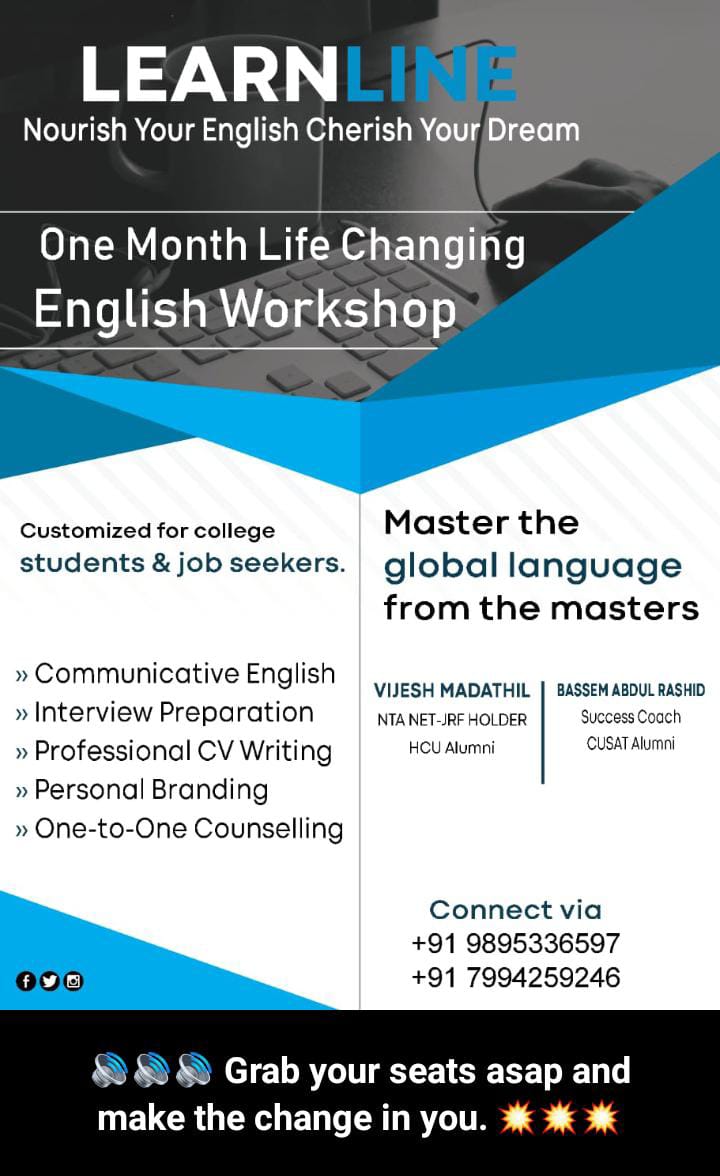 LEARNLINE
Nourish Your English Cherish Your Dream
One Month Life Changing
English Workshop
Customized for college
students & job seekers.
» Communicative English
» Interview Preparation
» Professional CV Writing
» Personal Branding
» One-to-One Counselling
Master the
global language
from the masters
VIJESH MADATHIL
NTA NET-JRF HOLDER
HCU Alumni
BASSEM ABDUL RASHID
Success Coach
CUSAT Alumni
Connect via
+91 9895336597
+91 7994259246
🔊🔊🔊 Grab your seats asap and
make the change in you. 💥💥💥